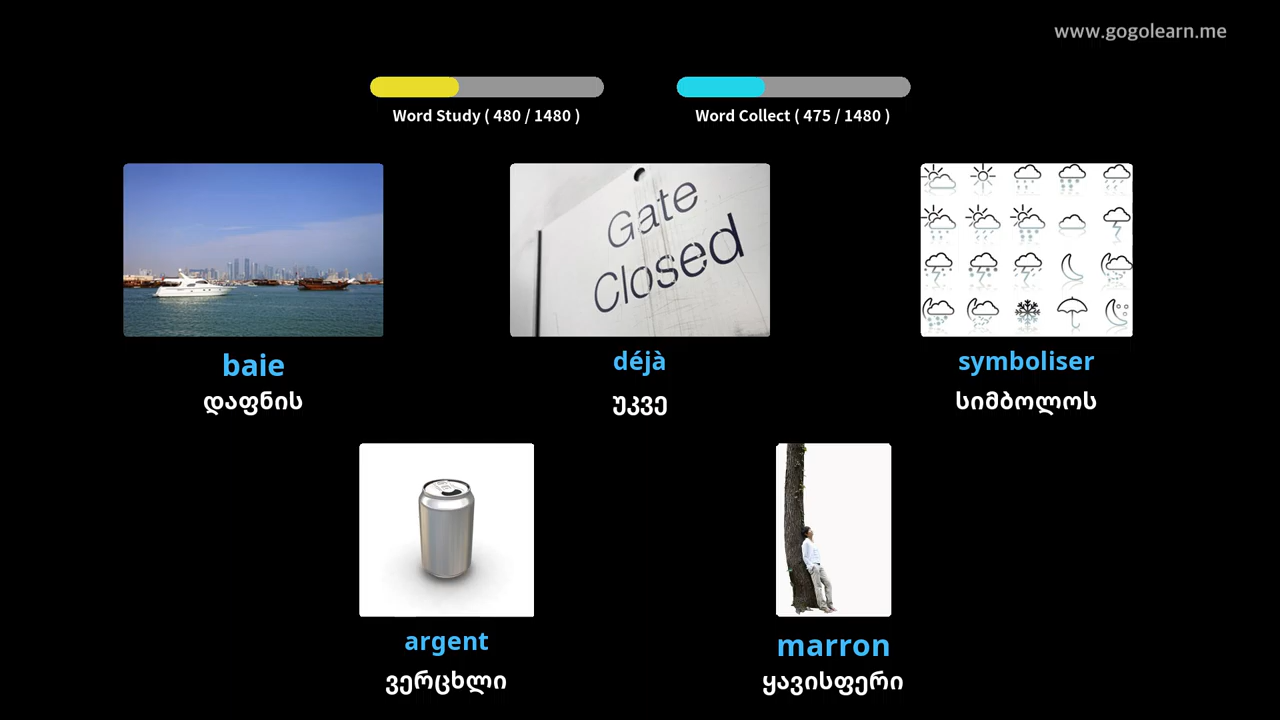 www.gogolearn.me
Word Study ( 480 / 1480 )
Word Collect ( 475 / 1480 )
Gate
Closed
baie
დაფნის
déjà
უკვე
symboliser
სიმბოლოს
argent
ვერცხლი
marron
ყავისფერი